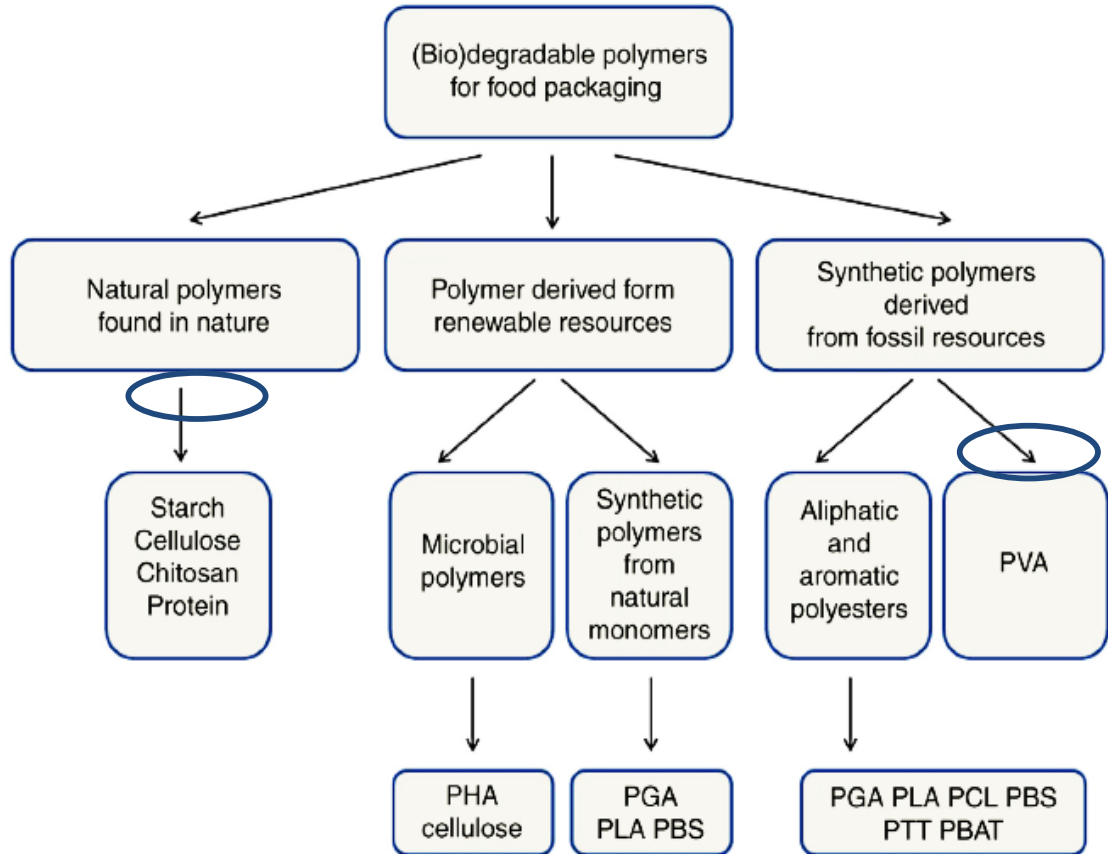 (Bio)degradable polymers
for food packaging
Natural polymers
found in nature
Polymer derived form
renewable resources
Synthetic polymers
derived
from fossil resources
Starch
Cellulose
Chitosan
Protein
Microbial
polymers
Synthetic
polymers
from
natural
monomers
Aliphatic
and
aromatic
polyesters
PVA
PHA
cellulose
PGA
PLA PBS
PGA PLA PCL PBS
PTT PBAT